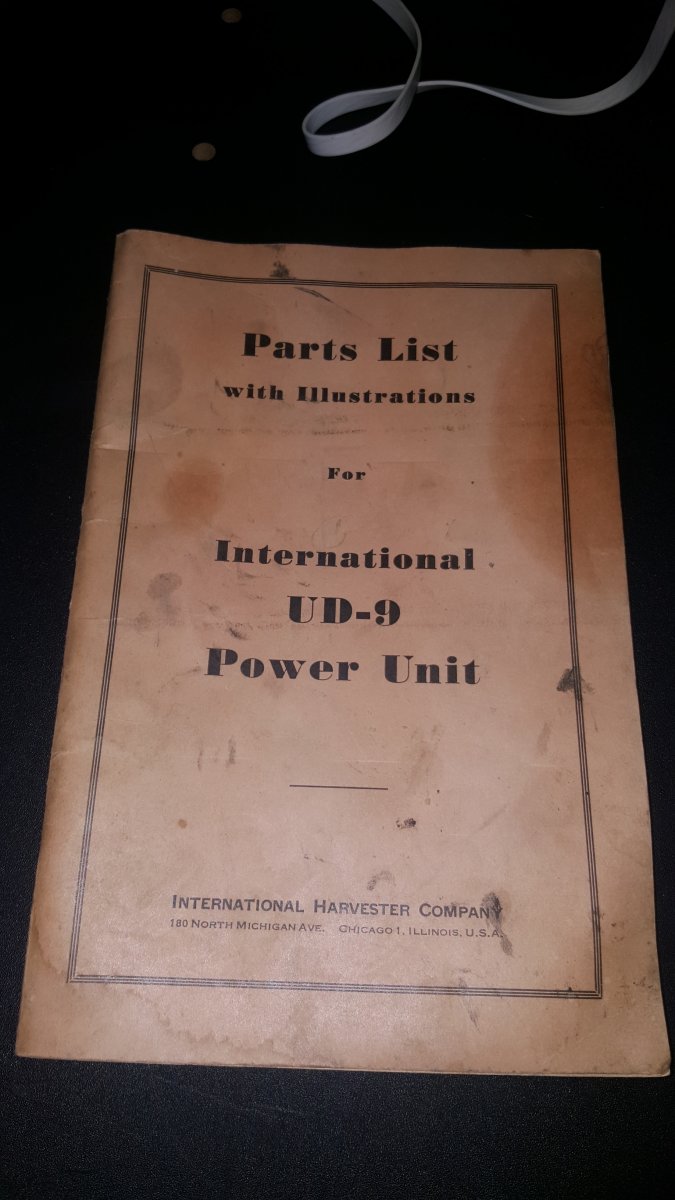 Parts List
with Illustrations
For
International
UD-9
Power Unit
INTERNATIONAL HARVESTER COMPANY
180 NORTH MICHIGAN AVE. CHICAGO 1, ILLINOIS, U.S.A.